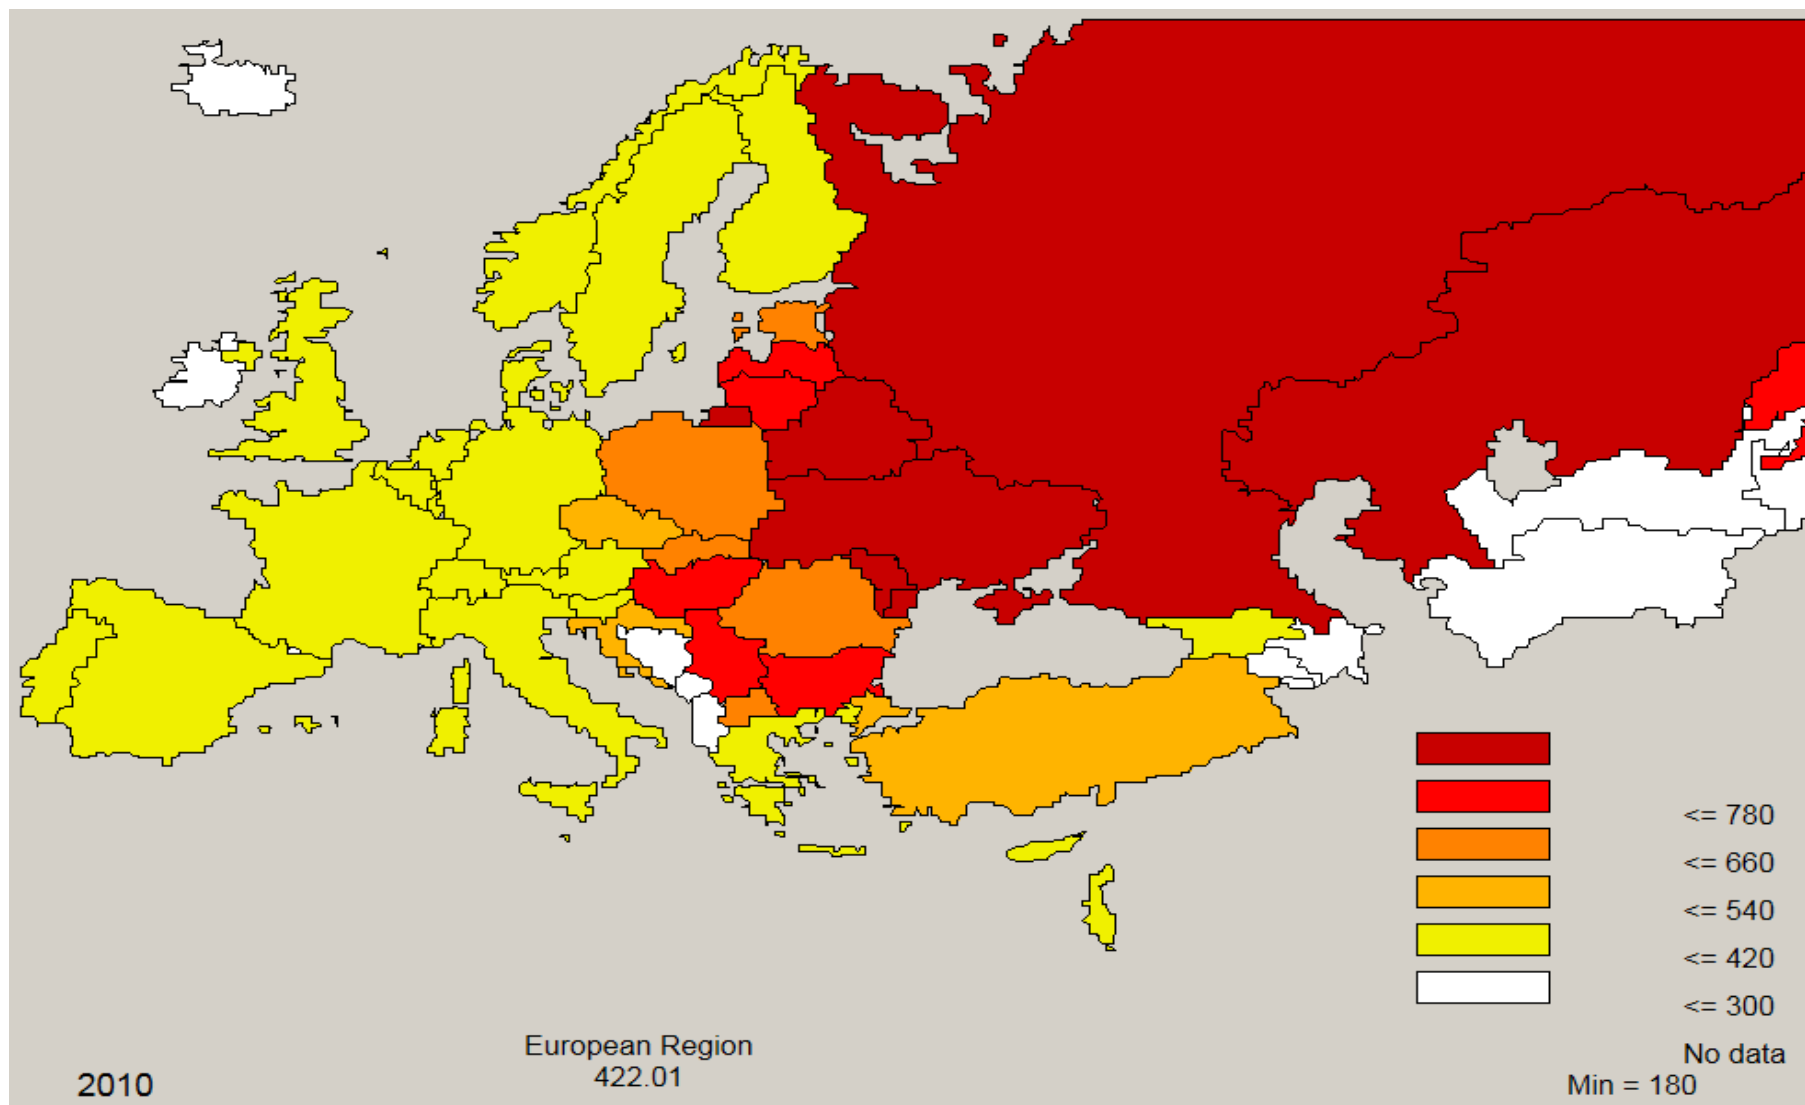 <= 780
<= 660
<= 540
<= 420
<= 300
No data
Min = 180
European Region
422.01
2010